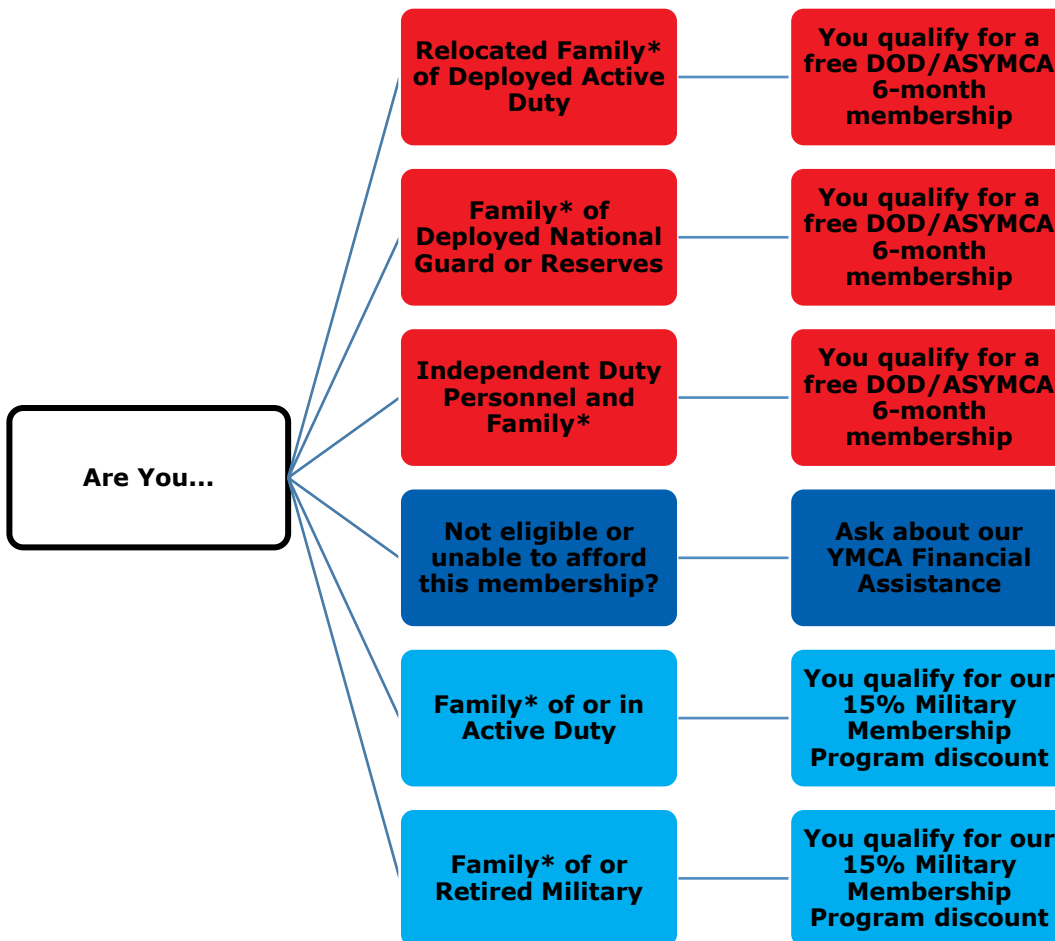 Are You...
Relocated Family*
of Deployed Active
Duty
You qualify for a
free DOD/ASYMCA
6-month
membership
Family* of
Deployed National
Guard or Reserves
You qualify for a
free DOD/ASYMCA
6-month
membership
Independent Duty
Personnel and
Family*
You qualify for a
free DOD/ASYMCA
6-month
membership
Not eligible or
unable to afford
this membership?
Ask about our
YMCA Financial
Assistance
Family* of or in
Active Duty
You qualify for our
15% Military
Membership
Program discount
Family* of or
Retired Military
You qualify for our
15% Military
Membership
Program discount